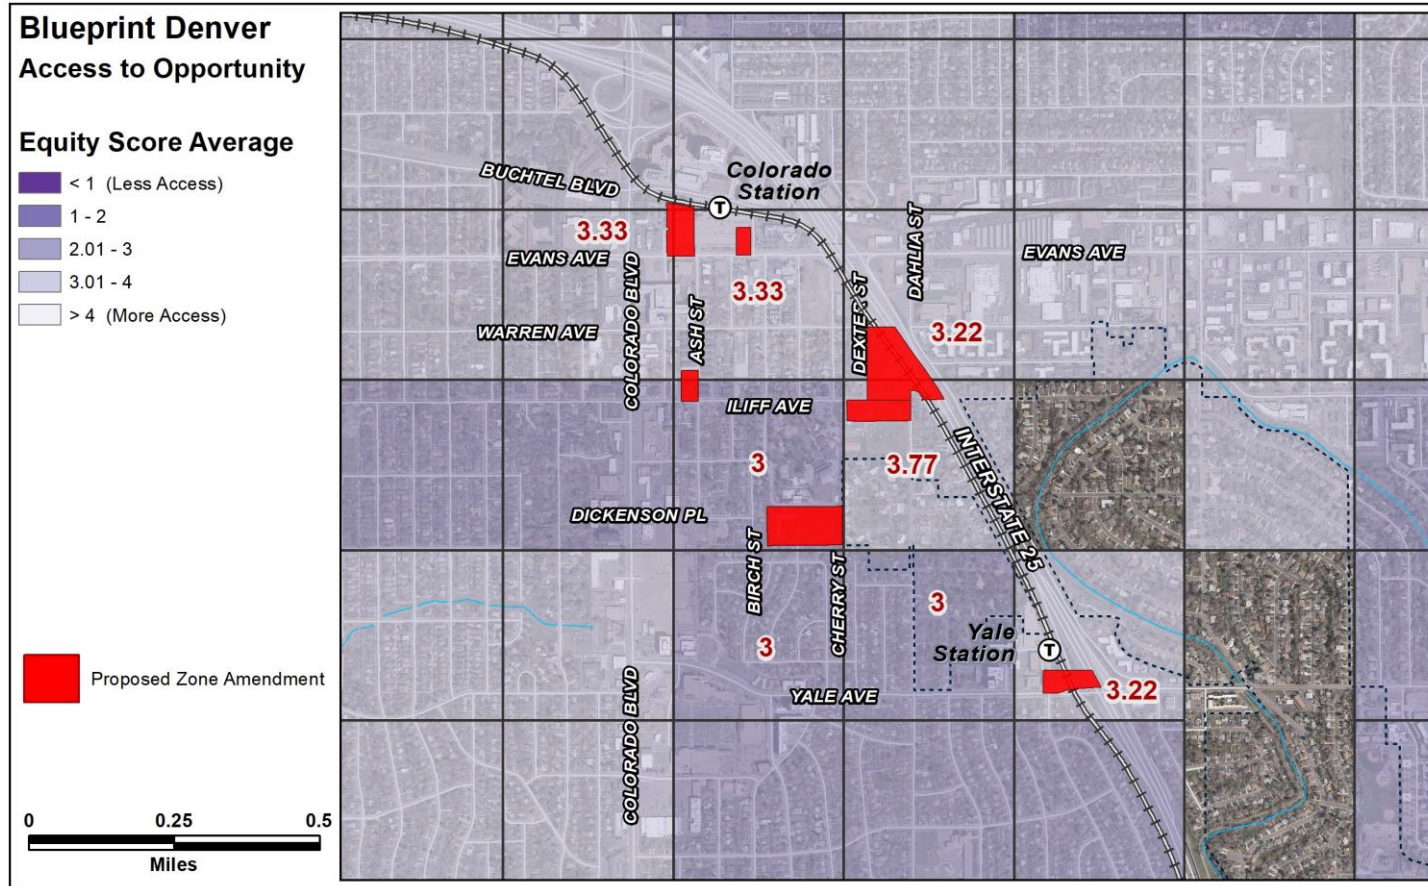 Blueprint Denver
Access to Opportunity
Equity Score Average
< 1 (Less Access)
1 - 2
2.01 - 3
3.01 - 4
> 4 (More Access)
Proposed Zone Amendment
0 0.25 0.5
Miles
BUCHTEL BLVD
Colorado
Station
T
3.33
EVANS AVE
COLORADO BLVD
DAHLIA ST
EVANS AVE
3.33
WARREN AVE
ASH ST
DEXTER ST
3.22
ILIFF AVE
3
3.77
INTERSTATE 25
DICKENSON PL
BIRCH ST
CHERRY ST
3
3
Yale
Station
T
YALE AVE
3.22
COLORADO BLVD